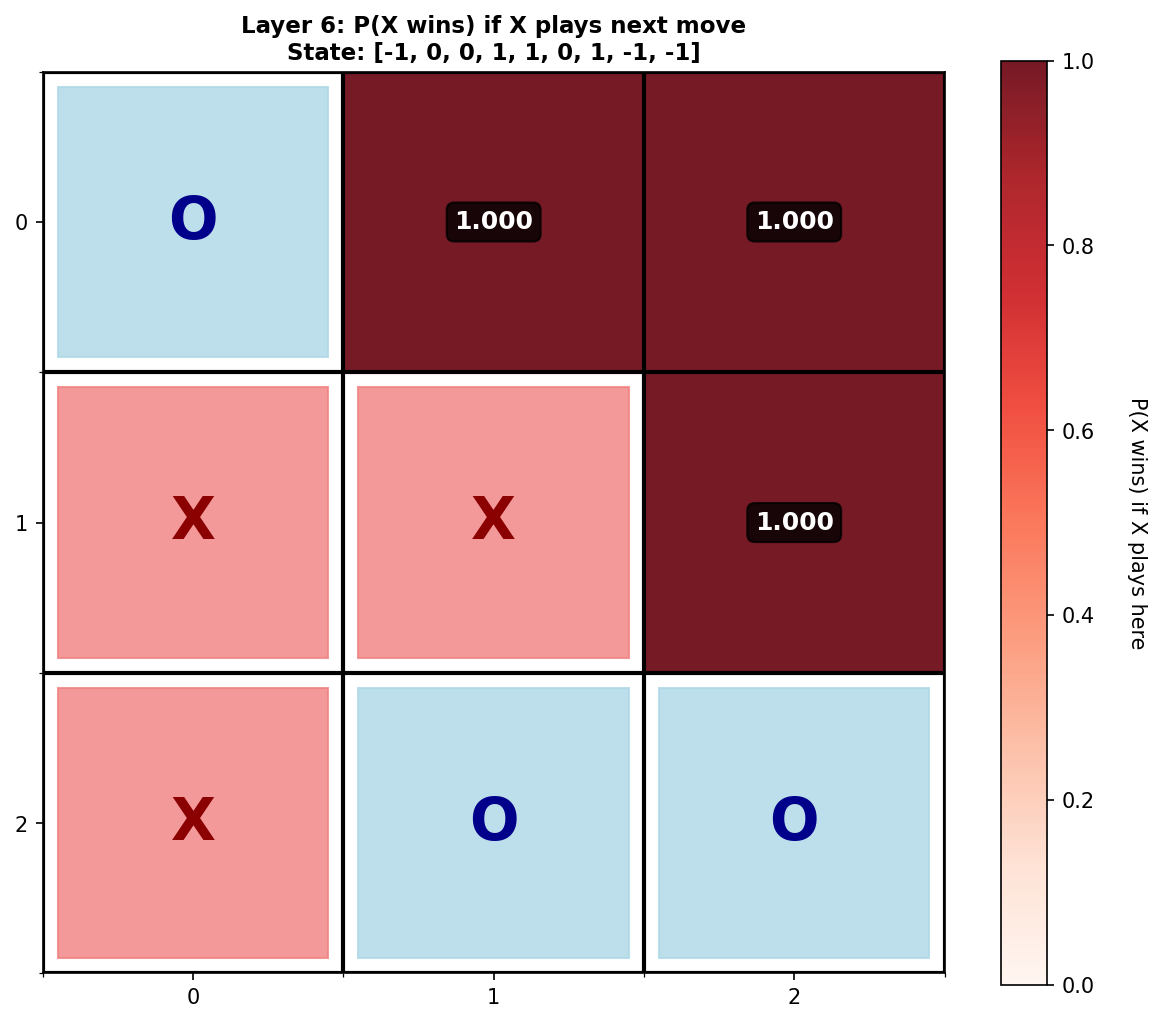 Layer 6: P(X wins) if X plays next move
State: [-1, 0, 0, 1, 1, 0, 1, -1, -1]
0
O
1.000
1.000
1
X
X
1.000
2
X
O
O
0
1
2
1.0
0.8
0.6
0.4
0.2
0.0
P(X wins) if X plays here